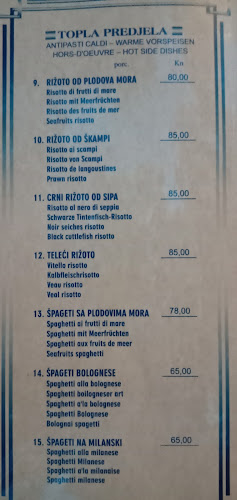 TOPLA PREDJELA
ANTIPASTI CALDI – WARME VORSPEISEN
HORS-D'OEUVRE – HOT SIDE DISHES
porc. Kn
9. RIŽOTO OD PLODOVA MORA 80,00
Risotto di frutti di mare
Risotto mit Meerfrüchten
Risotto des fruits de mer
Seafruits risotto
10. RIŽOTO OD ŠKAMPI 85,00
Risotto ai scampi
Risotto von Scampi
Risotto de langoustines
Prawn risotto
11. CRNI RIŽOTO OD SIPA 85,00
Risotto al nero di seppia
Schwarze Tintenfisch-Risotto
Noir seiches risotto
Black cuttlefish risotto
12. TELEĆI RIŽOTO 85,00
Vitello risotto
Kalbfleischrisotto
Veau risotto
Veal risotto
13. ŠPAGETI SA PLODOVIMA MORA 78,00
Spaghetti ai frutti di mare
Spaghetti mit Meerfrüchten
Spaghetti aux fruits de mer
Seafruits spaghetti
14. ŠPAGETI BOLOGNESE 65,00
Spaghetti alla bolognese
Spaghetti boilogneser art
Spaghetti a'la bolognese
Spaghetti Bolognese
Bolognai spagetti
15. ŠPAGETI NA MILANSKI 65,00
Spaghetti alla milanese
Spaghetti Milanese
Spaghetti a'la milanaise
Spaghetti milanese